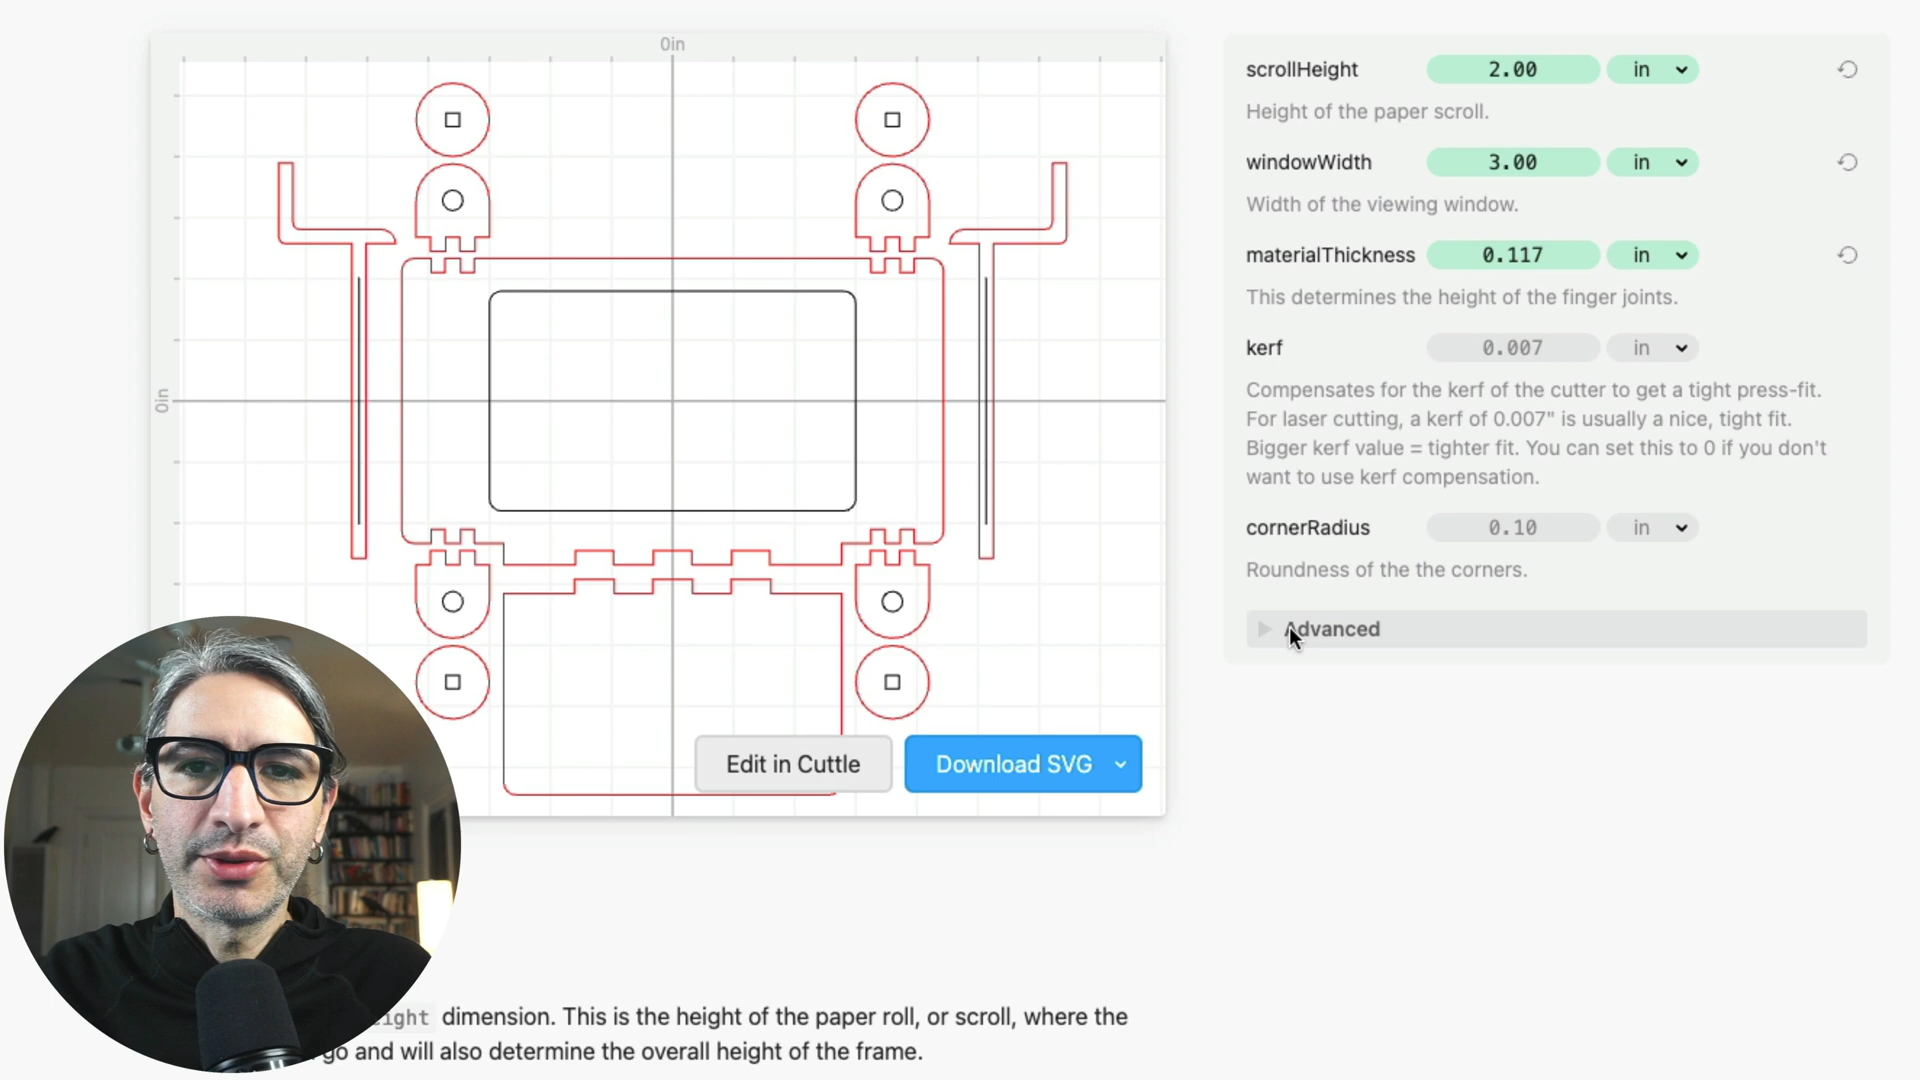 0in
0in
scrollHeight 2.00 in
Height of the paper scroll.
windowWidth 3.00 in
Width of the viewing window.
materialThickness 0.117 in
This determines the height of the finger joints.
kerf 0.007 in
Compensates for the kerf of the cutter to get a tight press-fit.
For laser cutting, a kerf of 0.007" is usually a nice, tight fit.
Bigger kerf value = tighter fit. You can set this to 0 if you don't
want to use kerf compensation.
cornerRadius 0.10 in
Roundness of the the corners.
Advanced
Edit in Cuttle
Download SVG
dimension. This is the height of the paper roll, or scroll, where the
go and will also determine the overall height of the frame.